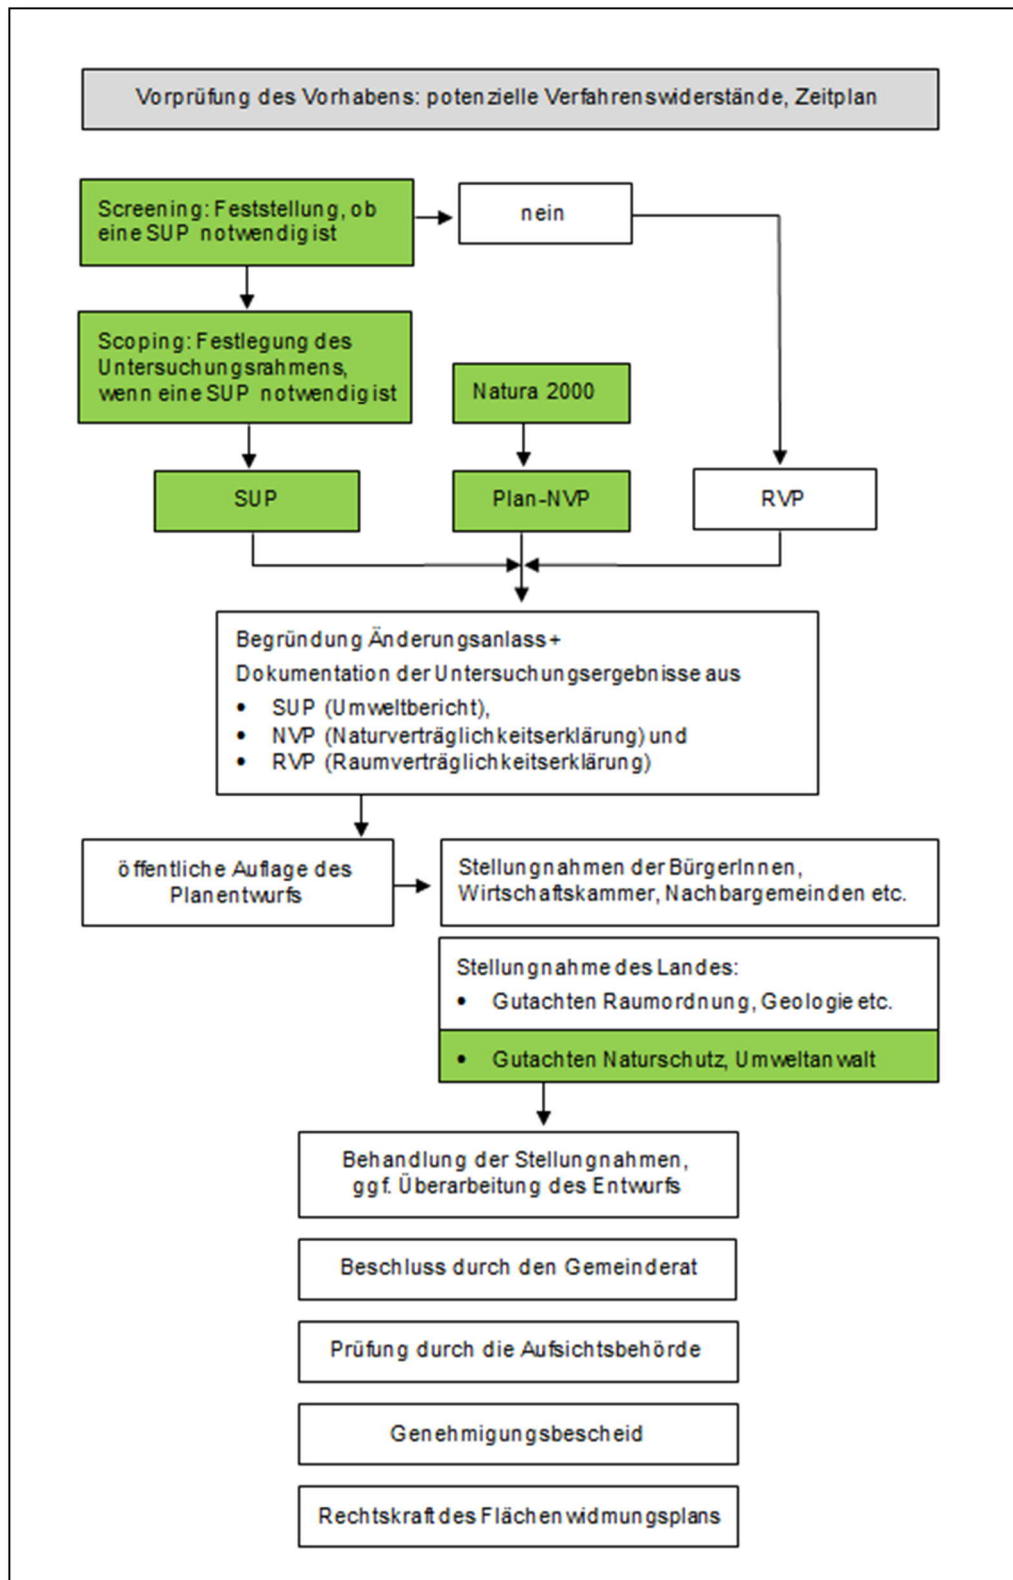 Vorprüfung des Vorhabens: potenzielle Verfahrenswiderstände, Zeitplan
Screening: Feststellung, ob
eine SUP notwendig ist
nein
Scoping: Festlegung des
Untersuchungsrahmens,
wenn eine SUP notwendig ist
Natura 2000
SUP
Plan-NVP
RVP
Begründung Änderungsanlass+
Dokumentation der Untersuchungsergebnisse aus
• SUP (Umweltbericht),
• NVP (Naturverträglichkeitserklärung) und
• RVP (Raumverträglichkeitserklärung)
öffentliche Auflage des
Planentwurfs
Stellungnahmen der BürgerInnen,
Wirtschaftskammer, Nachbargemeinden etc.
Stellungnahme des Landes:
• Gutachten Raumordnung, Geologie etc.
• Gutachten Naturschutz, Umweltanwalt
Behandlung der Stellungnahmen,
ggf. Überarbeitung des Entwurfs
Beschluss durch den Gemeinderat
Prüfung durch die Aufsichtsbehörde
Genehmigungsbescheid
Rechtskraft des Flächenwidmungsplans